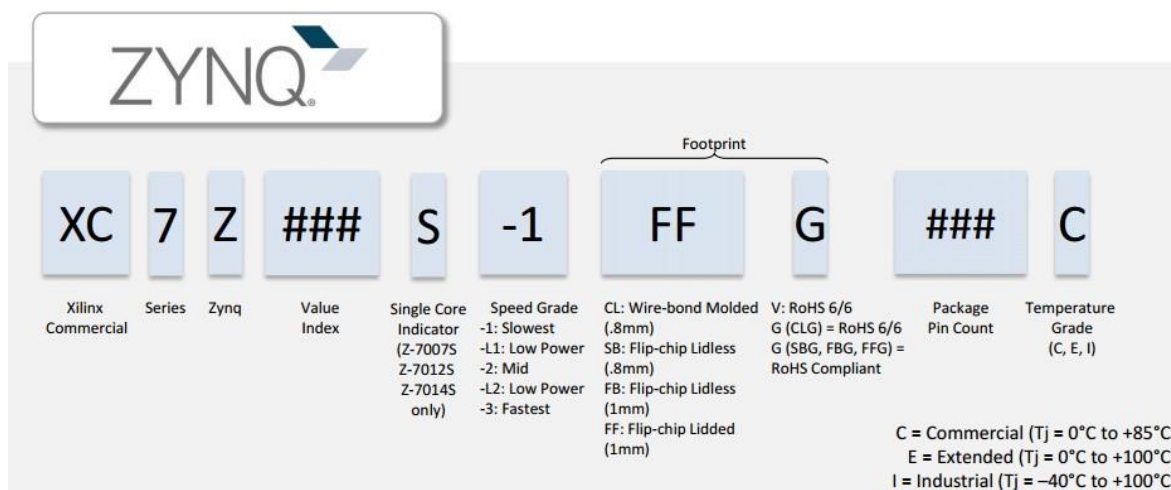 ZYNQ®
Footprint
XC 7 Z ### S -1 FF G ### C
Xilinx
Commercial
Series
Zynq
Value
Index
Single Core
Indicator
(Z-7007S
Z-7012S
Z-7014S
only)
Speed Grade
-1: Slowest
-L1: Low Power
-2: Mid
-L2: Low Power
-3: Fastest
CL: Wire-bond Molded
(.8mm)
SB: Flip-chip Lidless
(.8mm)
FB: Flip-chip Lidless
(1mm)
FF: Flip-chip Lidded
(1mm)
V: RoHS 6/6
G (CLG) = RoHS 6/6
G (SBG, FBG, FFG) =
RoHS Compliant
Package
Pin Count
Temperature
Grade
(C, E, I)
C = Commercial (Tj = 0°C to +85°C
E = Extended (Tj = 0°C to +100°C
I = Industrial (Tj = –40°C to +100°C